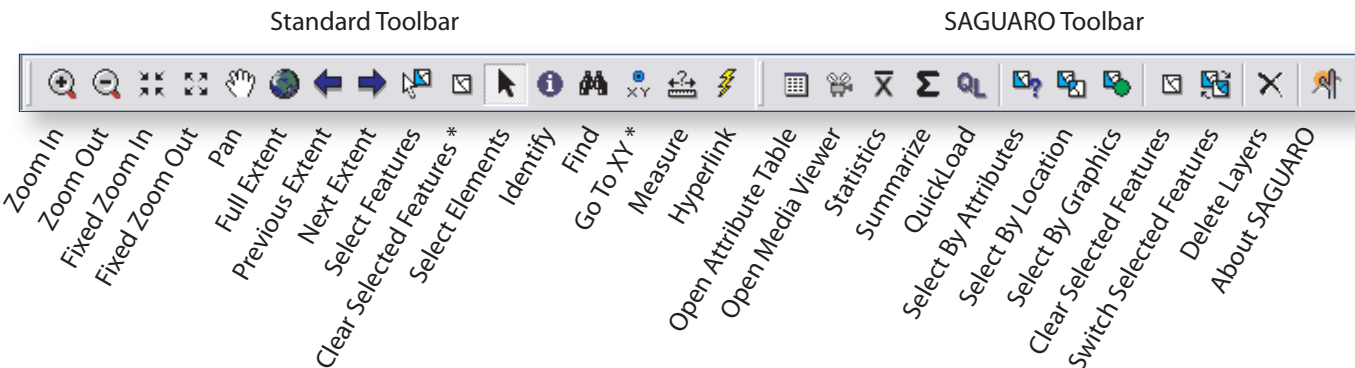 Standard Toolbar
SAGUARO Toolbar
XY
?
X
Σ
QL
?
Zoom In
Zoom Out
Fixed Zoom In
Fixed Zoom Out
Pan
Full Extent
Previous Extent
Next Extent
Select Features
Clear Selected Features *
Select Elements
Identify
Find
Go To XY *
Measure
Hyperlink
Open Attribute Table
Open Media Viewer
Statistics
Summarize
QuickLoad
Select By Attributes
Select By Location
Select By Graphics
Clear Selected Features
Switch Selected Features
Delete Layers
About SAGUARO